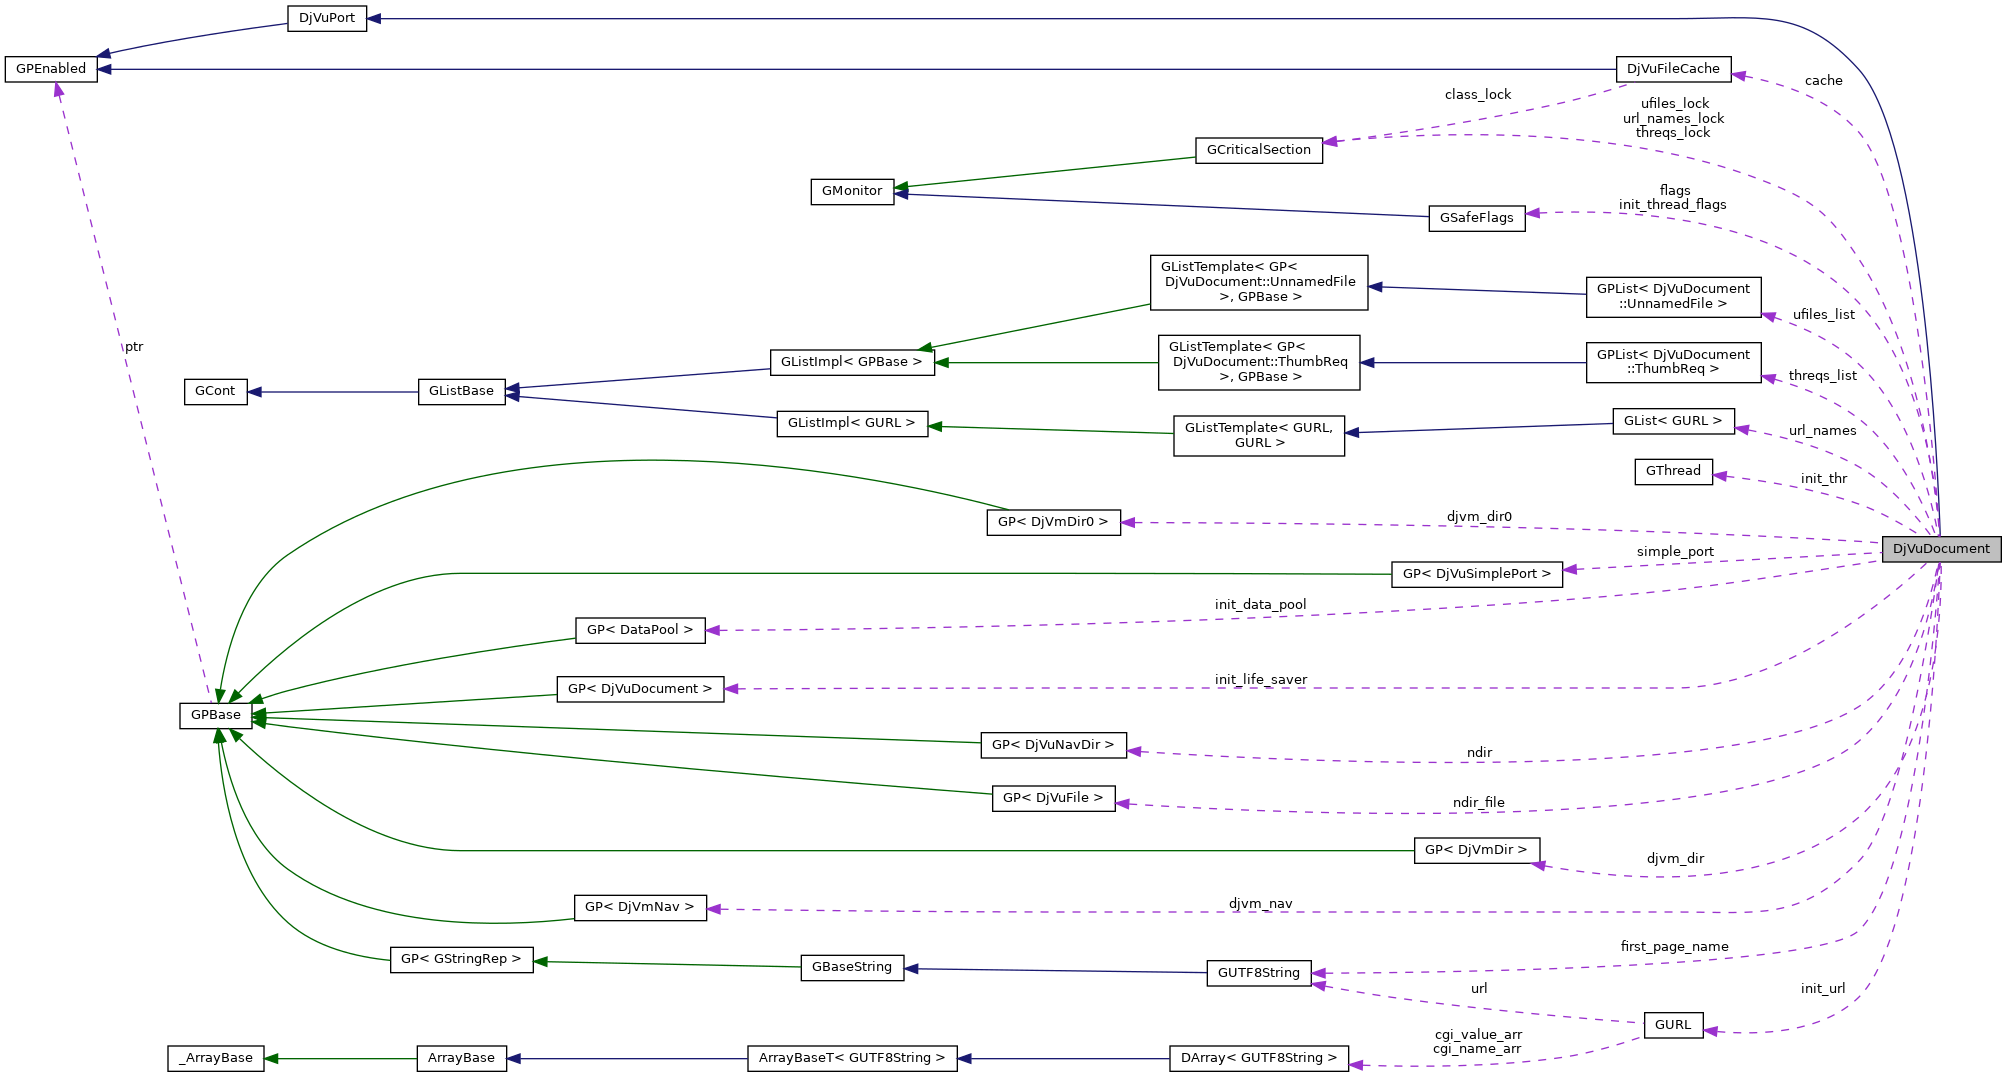 DjVuPort
GPEnabled
DjVuFileCache
cache
class_lock
ufiles_lock
url_names_lock
threqs_lock
GCriticalSection
GMonitor
flags
init_thread_flags
GSafeFlags
GListTemplate< GP<
DjVuDocument::UnnamedFile
>, GPBase >
GPList< DjVuDocument
::UnnamedFile >
ufiles_list
ptr
GListImpl< GPBase >
GListTemplate< GP<
DjVuDocument::ThumbReq
>, GPBase >
GPList< DjVuDocument
::ThumbReq >
threqs_list
GCont
GListBase
GListImpl< GURL >
GListTemplate< GURL,
GURL >
GList< GURL >
url_names
GThread
init_thr
GP< DjVmDir0 >
djvm_dir0
DjVuDocument
simple_port
GP< DjVuSimplePort >
init_data_pool
GP< DataPool >
init_life_saver
GP< DjVuDocument >
GPBase
GP< DjVuNavDir >
ndir
GP< DjVuFile >
ndir_file
GP< DjVmDir >
djvm_dir
GP< DjVmNav >
djvm_nav
first_page_name
GP< GStringRep >
GBaseString
GUTF8String
url
init_url
GURL
cgi_value_arr
cgi_name_arr
_ArrayBase
ArrayBase
ArrayBaseT< GUTF8String >
DArray< GUTF8String >